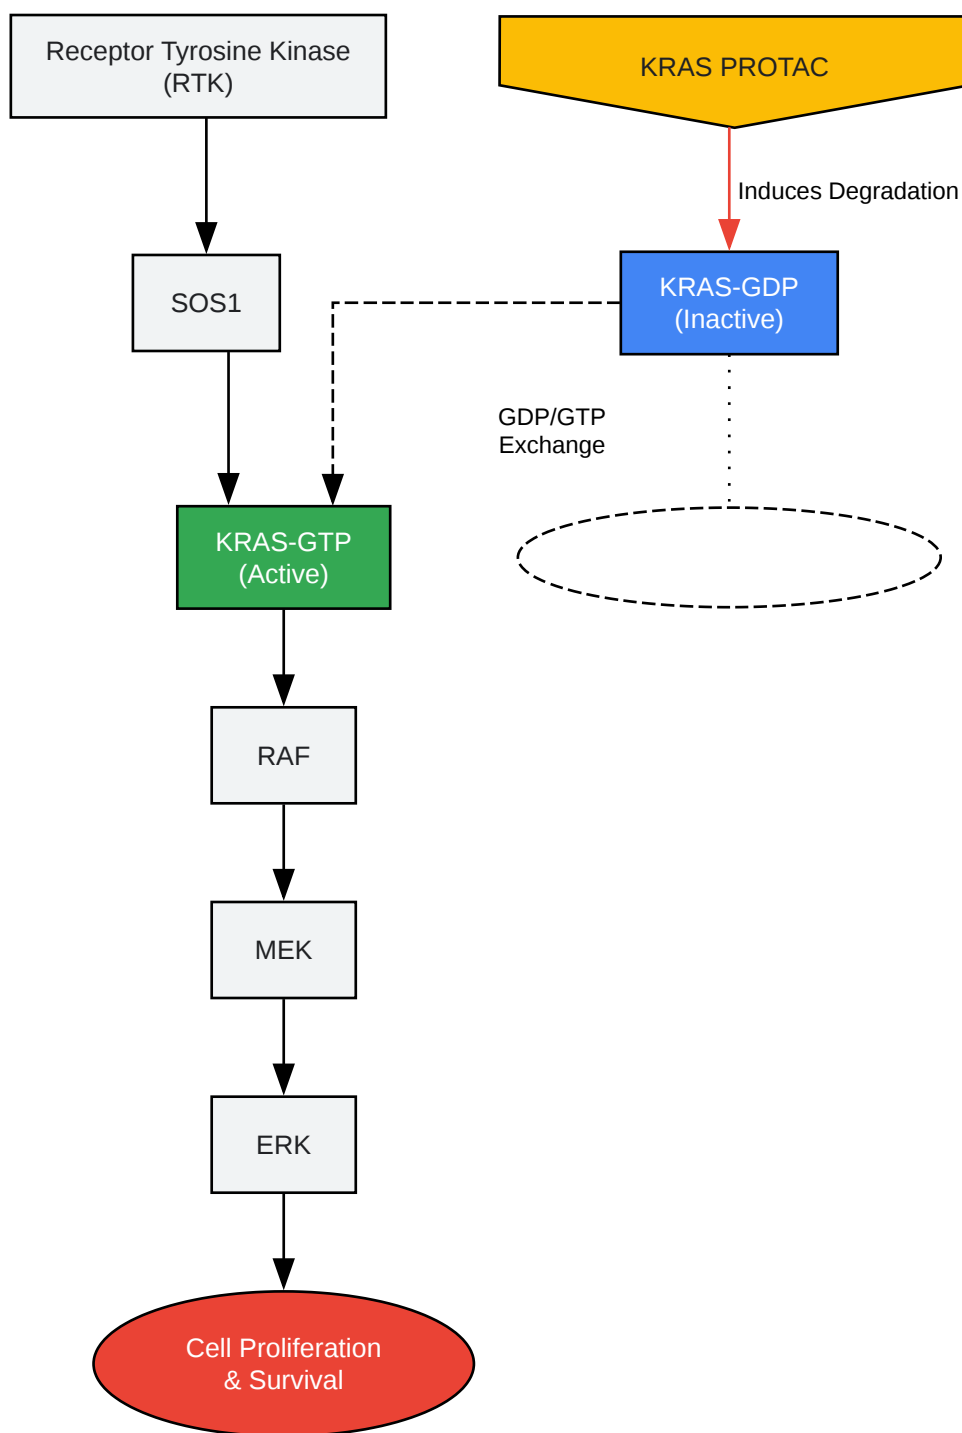 Receptor Tyrosine Kinase
(RTK)
KRAS PROTAC
Induces Degradation
SOS1
KRAS-GDP
(Inactive)
GDP/GTP
Exchange
KRAS-GTP
(Active)
RAF
MEK
ERK
Cell Proliferation
& Survival